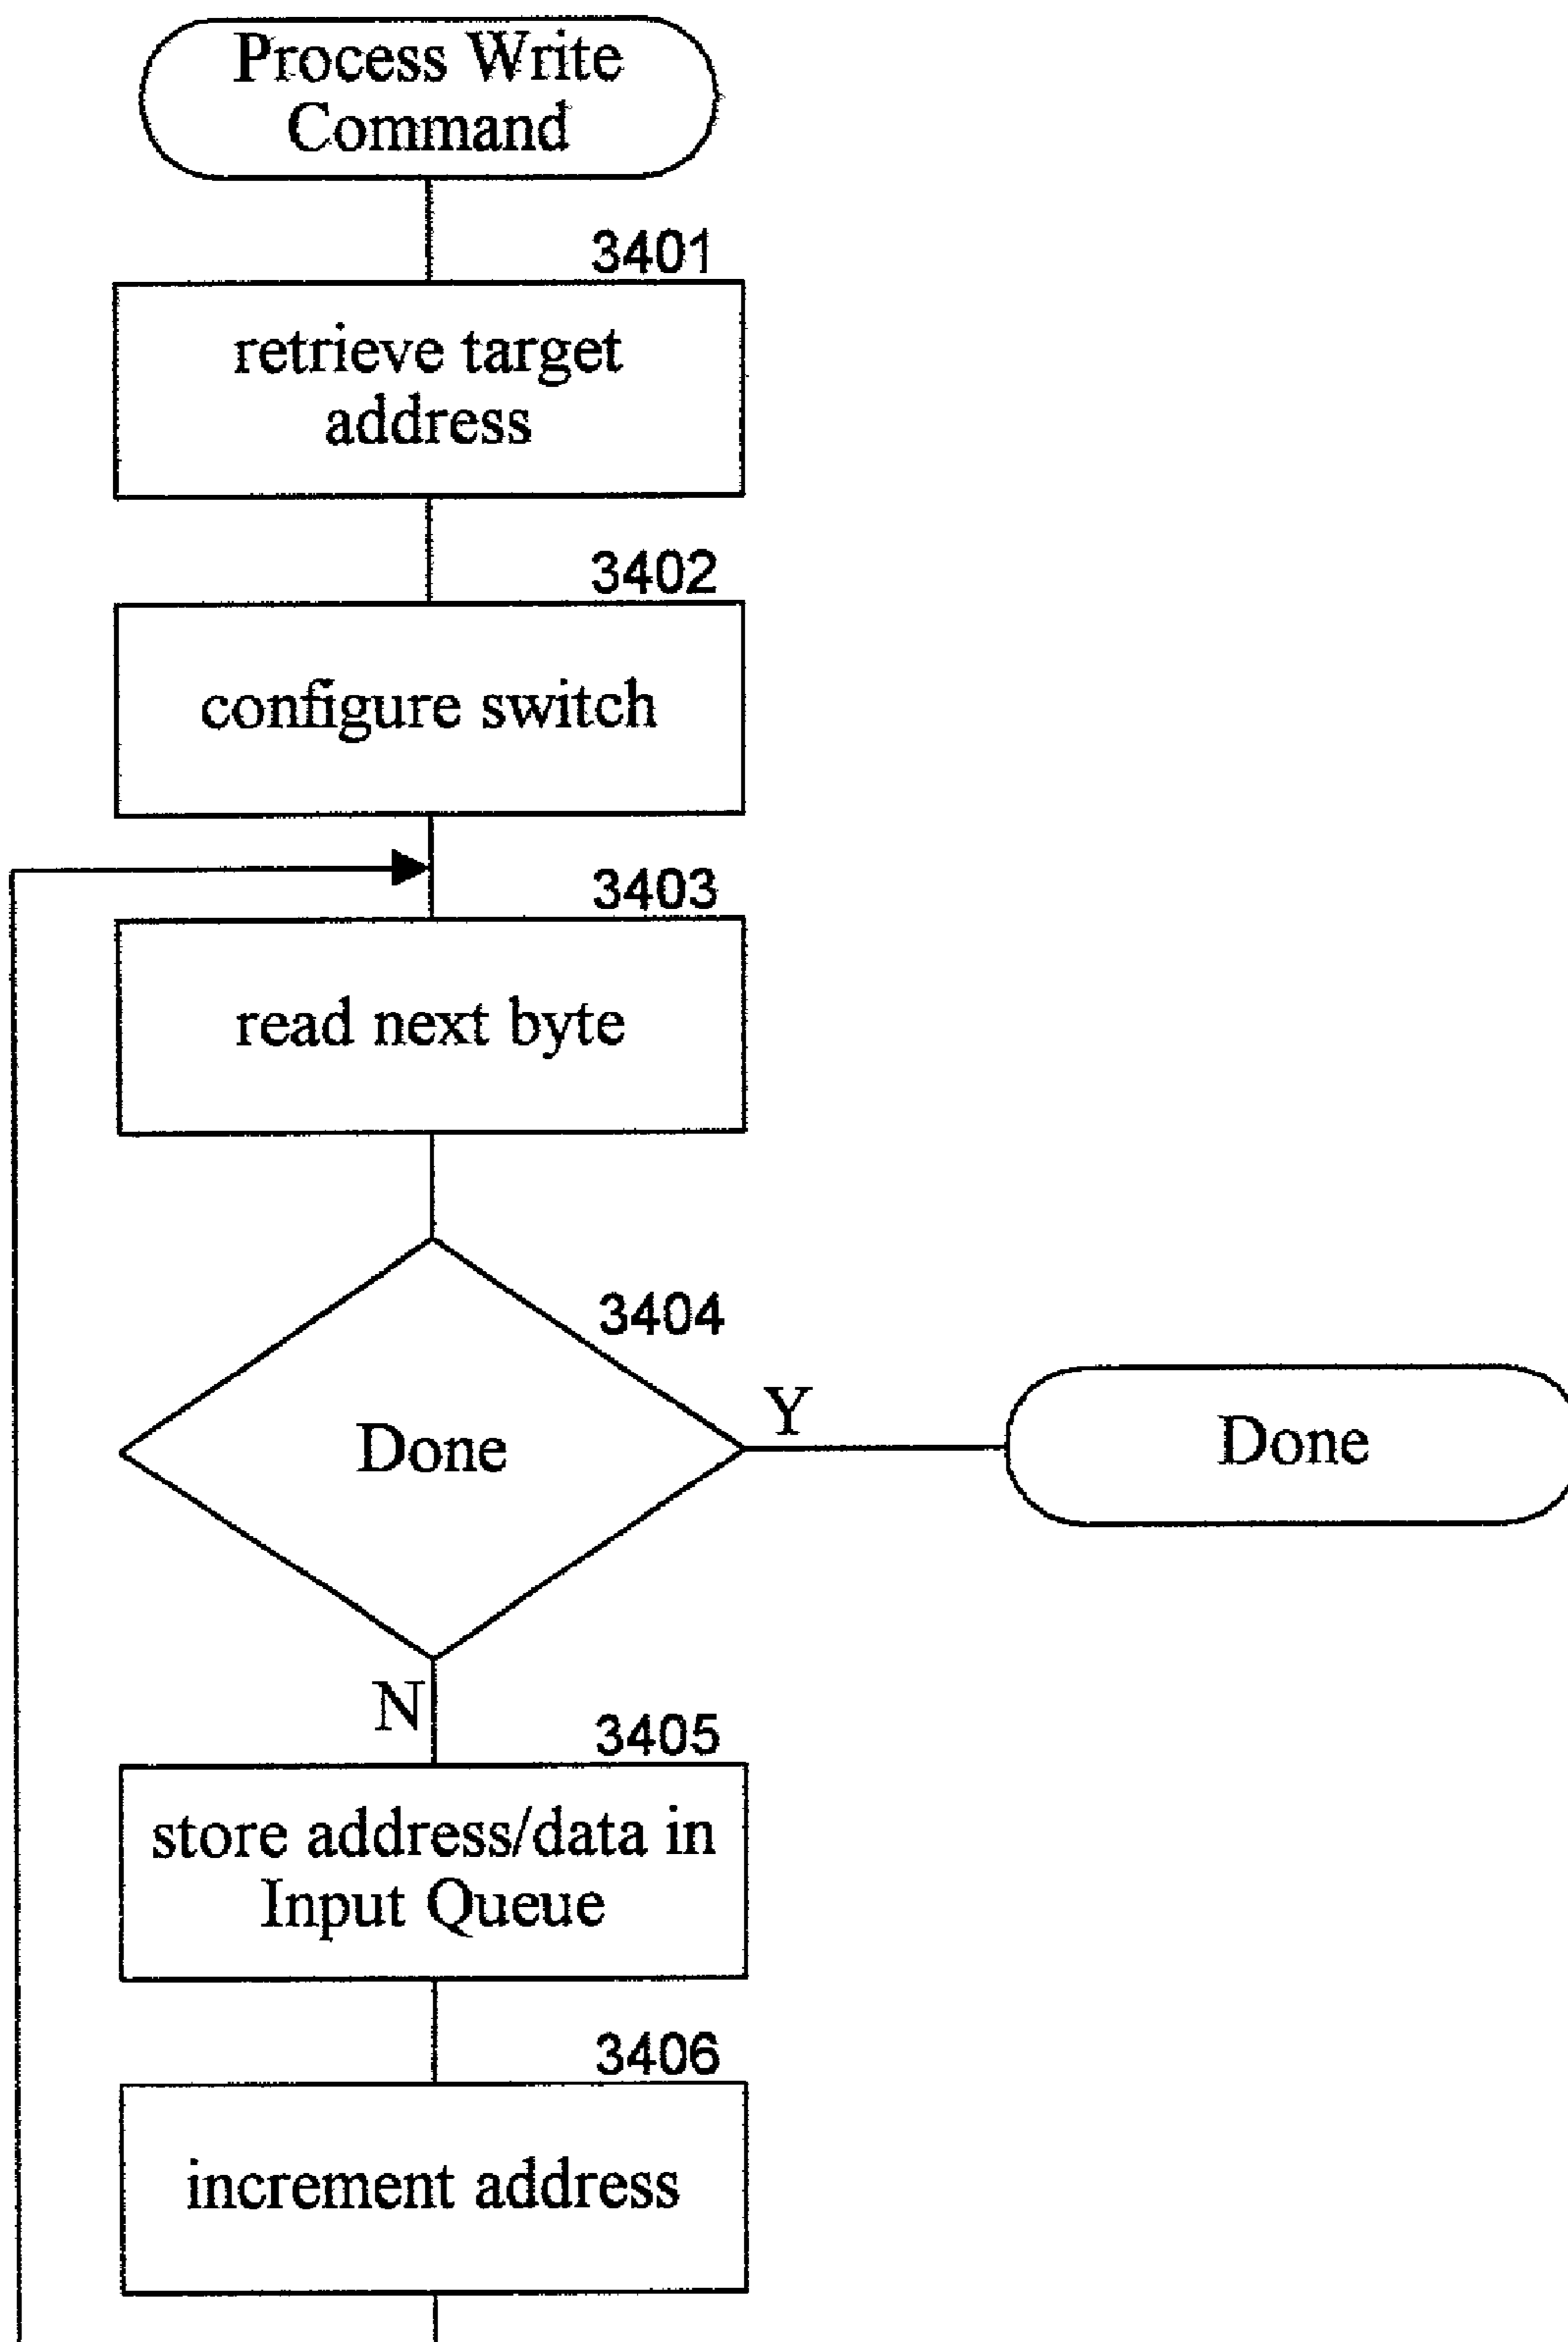 Process Write
Command
3401
retrieve target
address
3402
configure switch
3403
read next byte
3404
Done
Y
Done
N
3405
store address/data in
Input Queue
3406
increment address